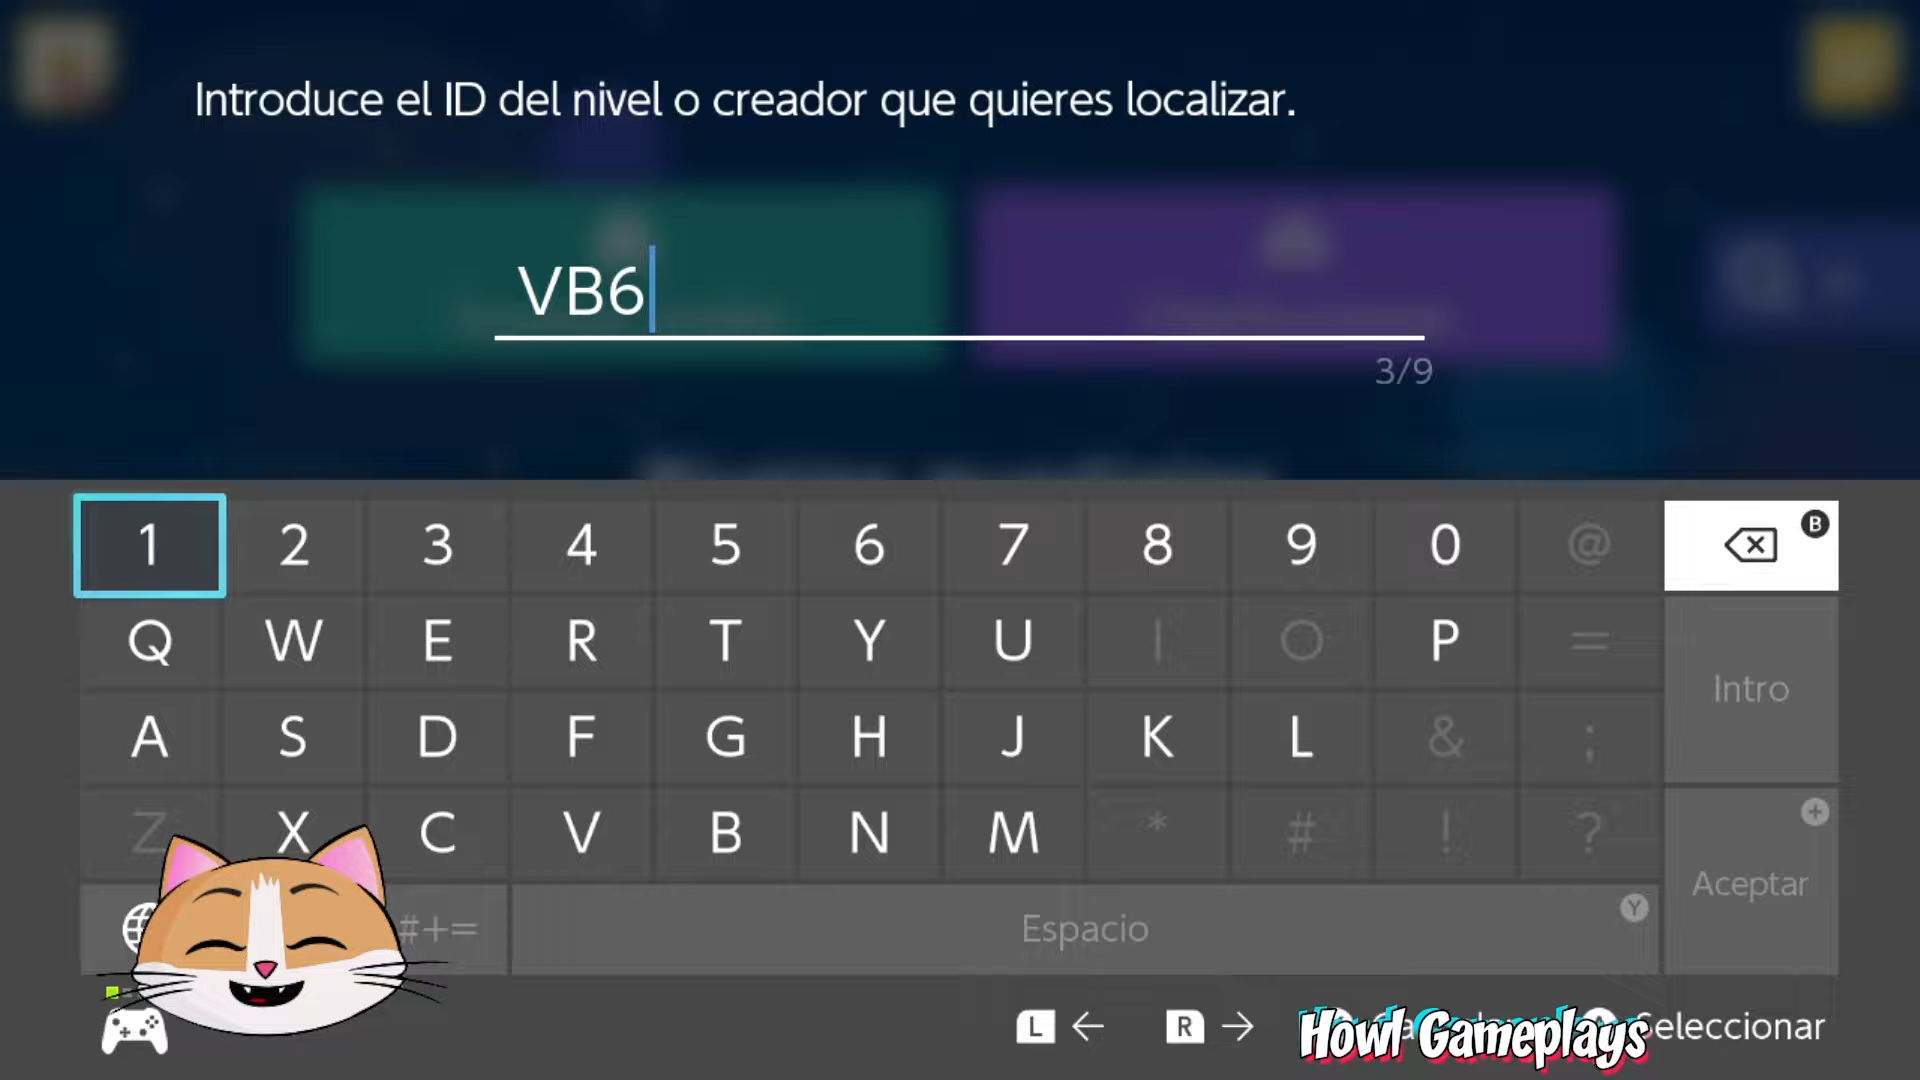 Introduce el ID del nivel o creador que quieres localizar.
VB6
3/9
1 2 3 4 5 6 7 8 9 0 @ B
Q W E R T Y U I O P =
Intro
A S D F G H J K L & ;
Z X C V B N M * # ! ?
Aceptar
#+= Espacio Y
L ← R → Seleccionar
Howl Gameplays